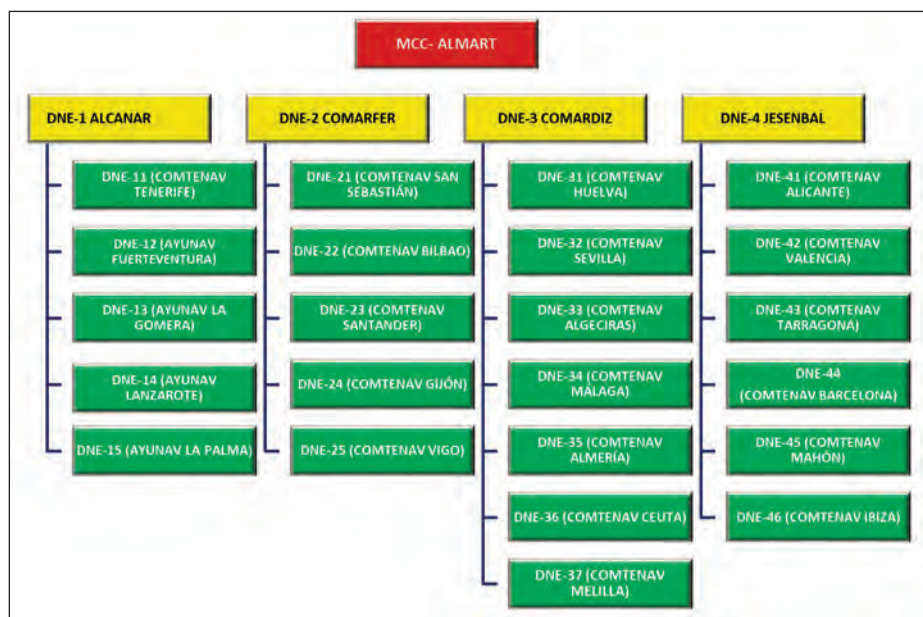 MCC- ALMART
DNE-1 ALCANAR
DNE-11 (COMTENAV
TENERIFE)
DNE-12 (AYUNAV
FUERTEVENTURA)
DNE-13 (AYUNAV LA
GOMERA)
DNE-14 (AYUNAV
LANZAROTE)
DNE-15 (AYUNAV LA PALMA)
DNE-2 COMARFER
DNE-21 (COMTENAV SAN
SEBASTIÁN)
DNE-22 (COMTENAV BILBAO)
DNE-23 (COMTENAV
SANTANDER)
DNE-24 (COMTENAV GIJÓN)
DNE-25 (COMTENAV VIGO)
DNE-3 COMARDIZ
DNE-31 (COMTENAV
HUELVA)
DNE-32 (COMTENAV
SEVILLA)
DNE-33 (COMTENAV
ALGECIRAS)
DNE-34 (COMTENAV
MÁLAGA)
DNE-35 (COMTENAV
ALMERÍA)
DNE-36 (COMTENAV CEUTA)
DNE-37 (COMTENAV
MELILLA)
DNE-4 JESENBAL
DNE-41 (COMTENAV
ALICANTE)
DNE-42 (COMTENAV
VALENCIA)
DNE-43 (COMTENAV
TARRAGONA)
DNE-44
(COMTENAV BARCELONA)
DNE-45 (COMTENAV
MAHÓN)
DNE-46 (COMTENAV IBIZA)